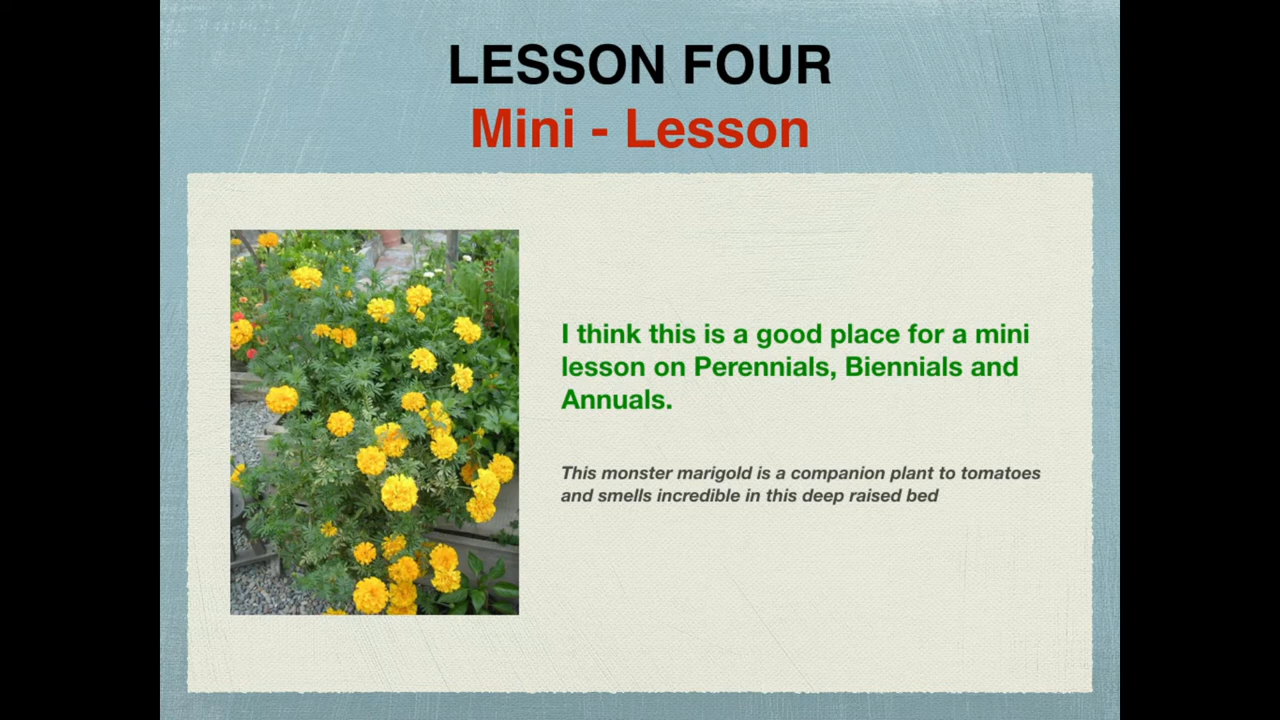 LESSON FOUR
Mini - Lesson
I think this is a good place for a mini
lesson on Perennials, Biennials and
Annuals.
This monster marigold is a companion plant to tomatoes
and smells incredible in this deep raised bed